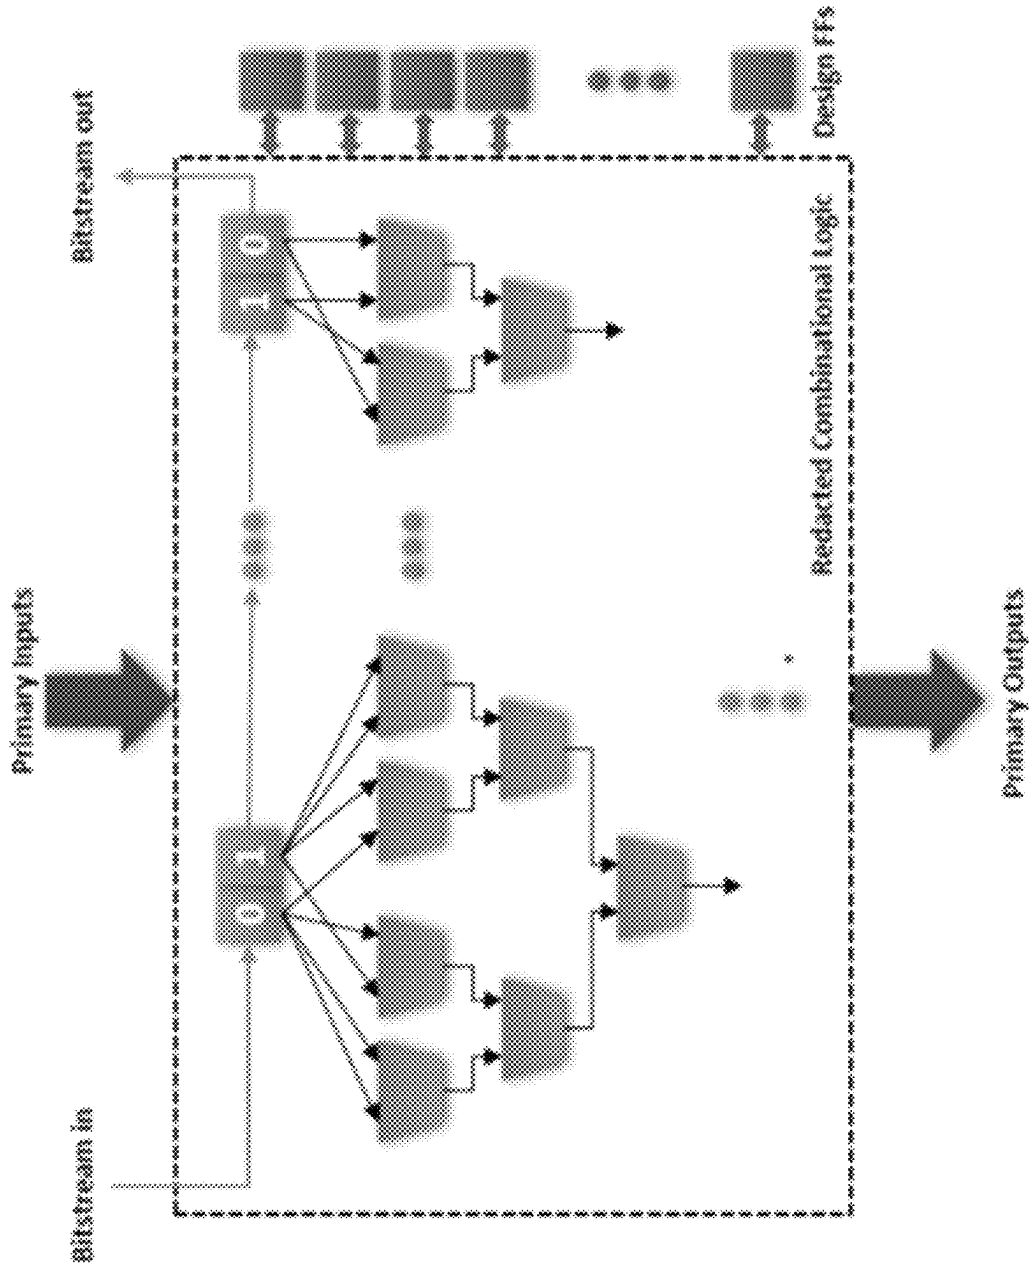 Primary Inputs
Bitstream in
Bitstream out
0 1
1 0
Redacted Combinational Logic
Design FFs
Primary Outputs